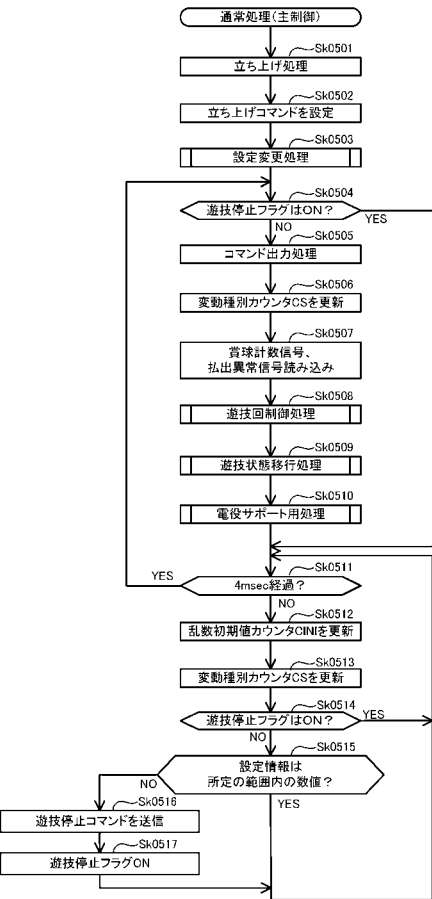 通常処理(主制御)
Sk0501
立ち上げ処理
Sk0502
立ち上げコマンドを設定
Sk0503
設定変更処理
Sk0504
遊技停止フラグはON?
YES
NO
Sk0505
コマンド出力処理
Sk0506
変動種別カウンタCSを更新
Sk0507
賞球計数信号、
払出異常信号読み込み
Sk0508
遊技回制御処理
Sk0509
遊技状態移行処理
Sk0510
電役サポート用処理
Sk0511
YES
4msec経過?
NO
Sk0512
乱数初期値カウンタCINIを更新
Sk0513
変動種別カウンタCSを更新
Sk0514
遊技停止フラグはON?
YES
NO
Sk0515
設定情報は
所定の範囲内の数値?
NO
YES
Sk0516
遊技停止コマンドを送信
Sk0517
遊技停止フラグON